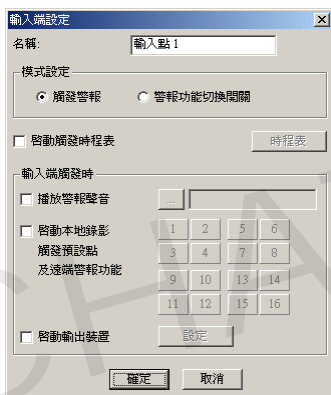 輸入端設定
名稱: 輸入點 1
模式設定
觸發警報 警報功能切換開關
啟動觸發時程表 時程表
輸入端觸發時
播放警報聲音 ...
啟動本地錄影 1 2 5 6
觸發預設點 3 4 7 8
及遠端警報功能
9 10 13 14
11 12 15 16
啟動輸出裝置 設定
確定 取消